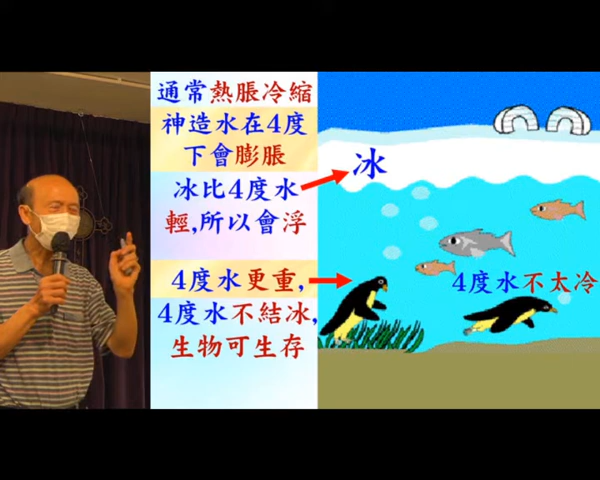 通常熱脹冷縮
神造水在4度
下會膨脹
冰比4度水
輕,所以會浮
4度水更重,
4度水不結冰,
生物可生存
冰
4度水不太冷